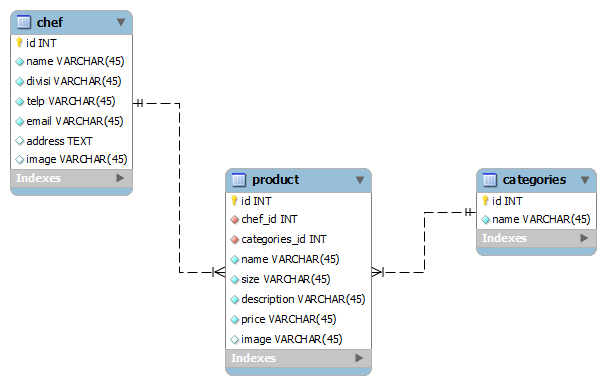 chef
id INT
name VARCHAR(45)
divisi VARCHAR(45)
telp VARCHAR(45)
email VARCHAR(45)
address TEXT
image VARCHAR(45)
Indexes
product
id INT
chef_id INT
categories_id INT
name VARCHAR(45)
size VARCHAR(45)
description VARCHAR(45)
price VARCHAR(45)
image VARCHAR(45)
Indexes
categories
id INT
name VARCHAR(45)
Indexes